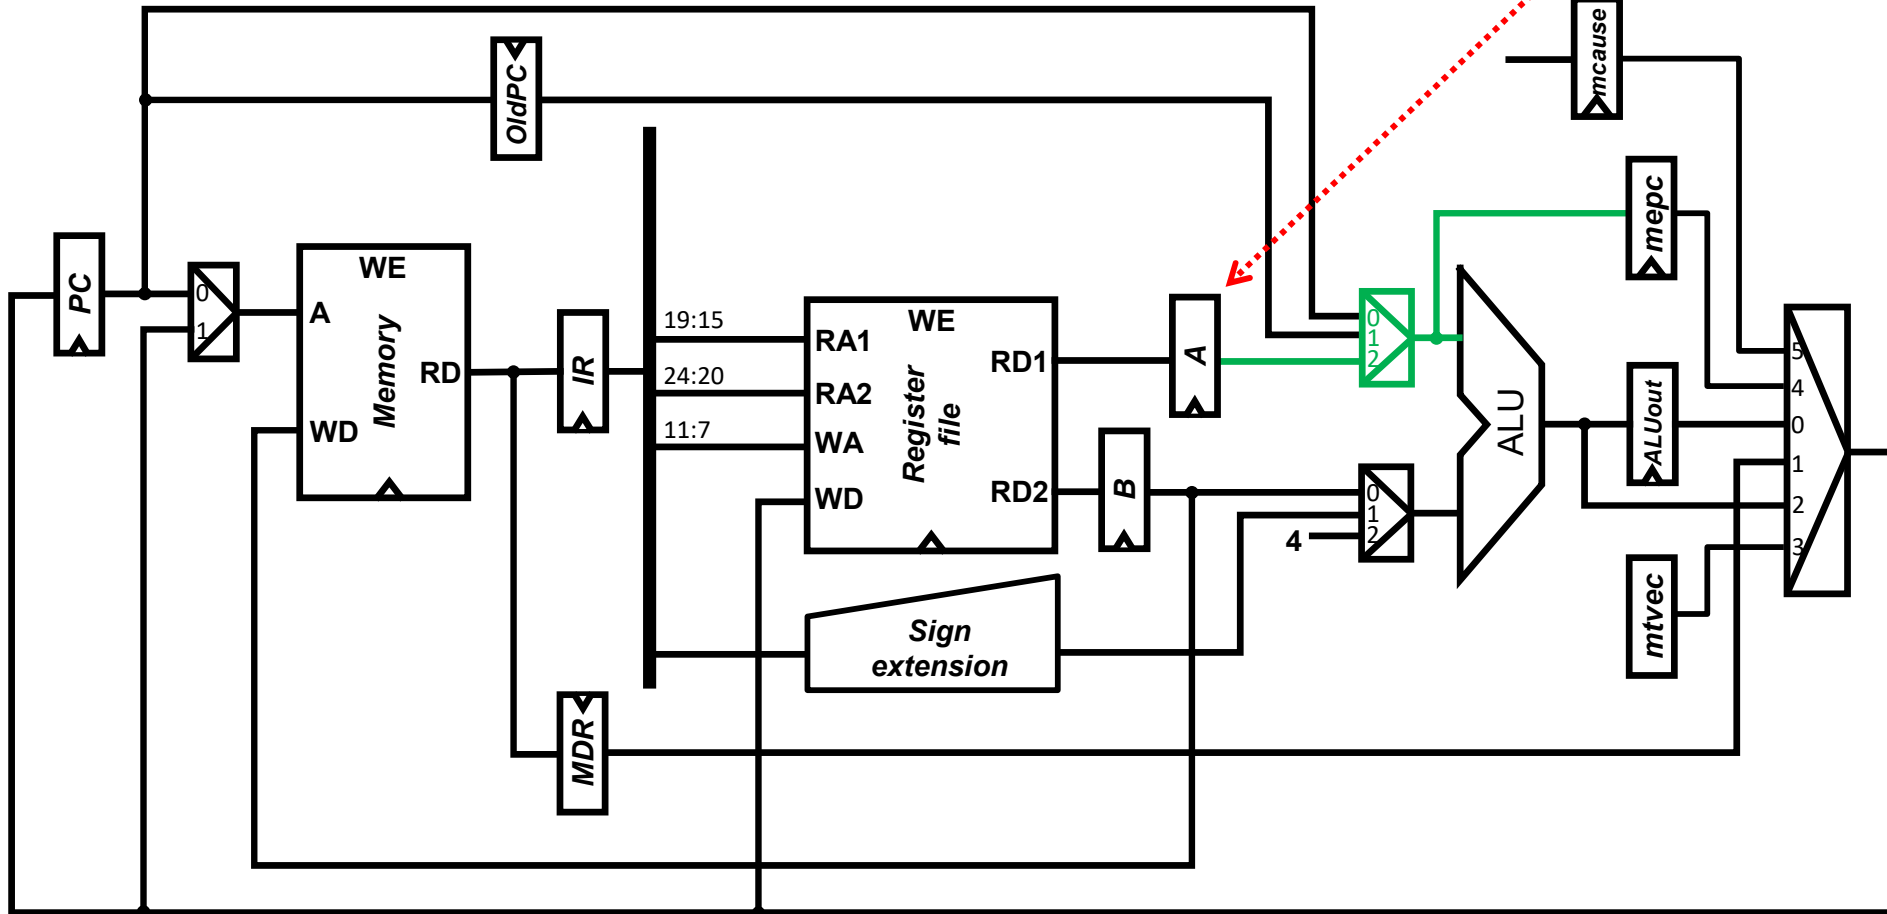 mcause
OldPC
mepc
PC
0
1
WE
A
Memory
RD
WD
IR
19:15
24:20
11:7
WE
RA1
RA2
WA
WD
Register
file
RD1
RD2
A
B
0
1
2
0
1
2
4
ALU
ALUout
mtvec
5
4
0
1
2
3
Sign
extension
MDR